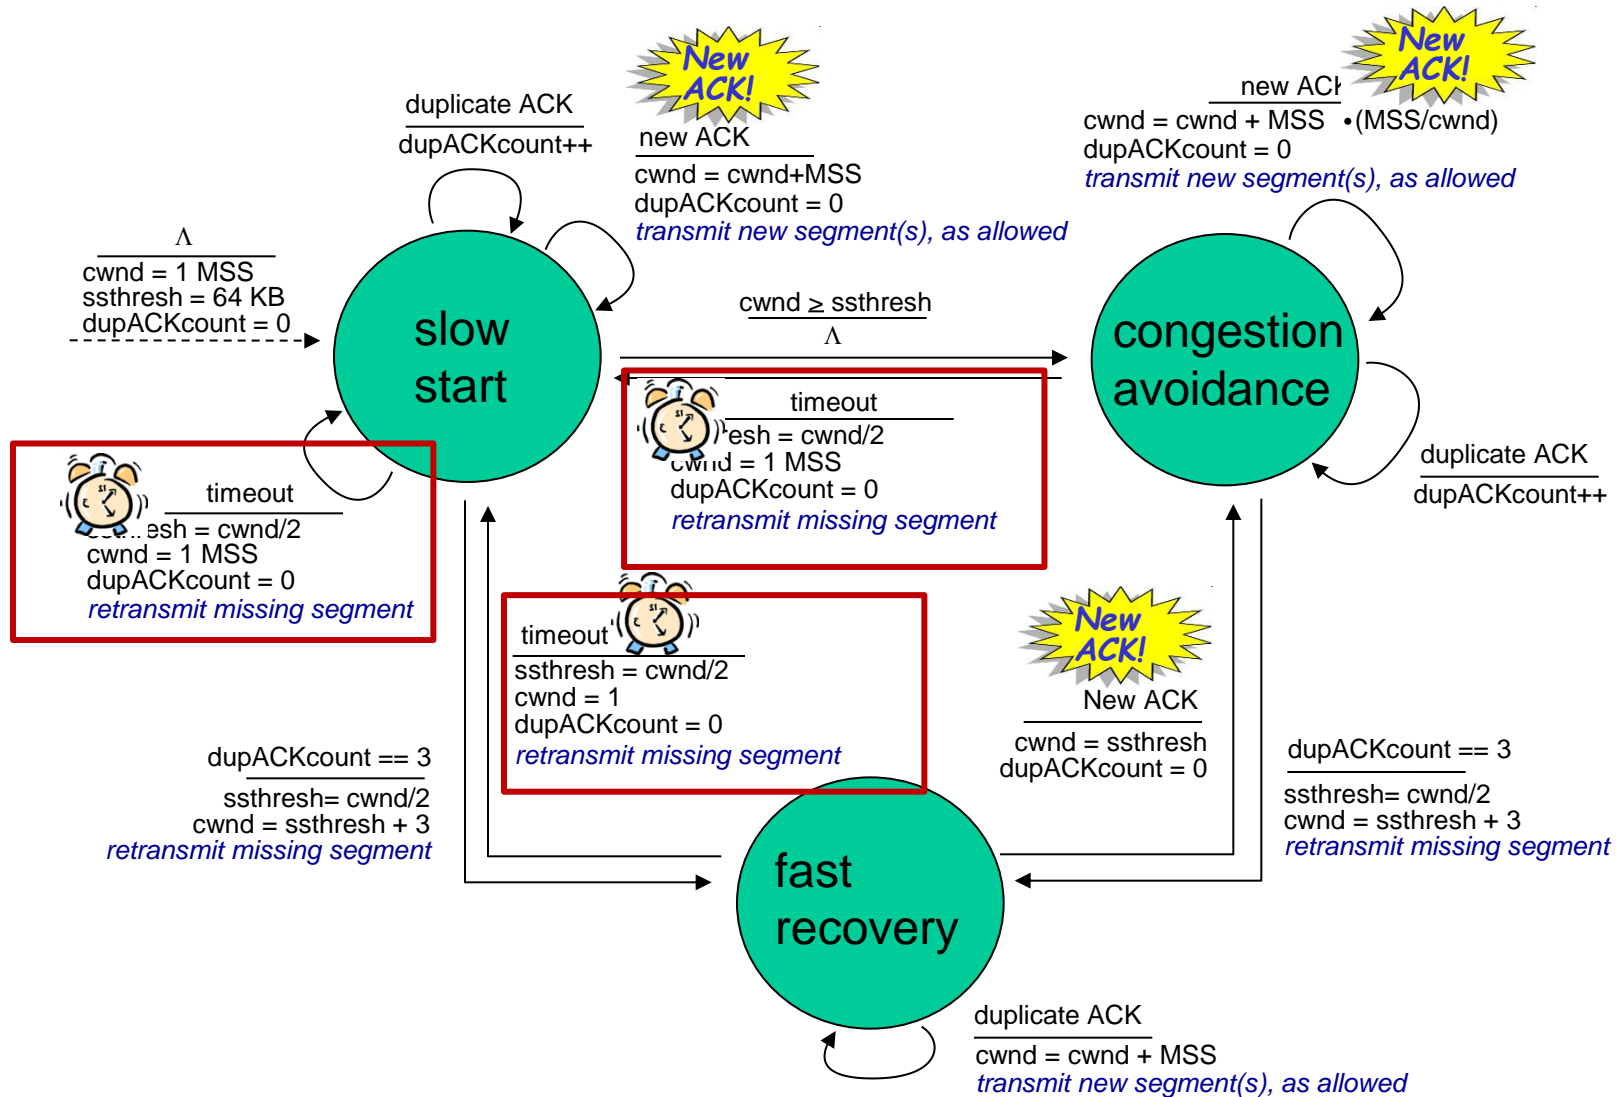 New
ACK!
duplicate ACK
dupACKcount++
new ACK
cwnd = cwnd+MSS
dupACKcount = 0
transmit new segment(s), as allowed
New
ACK!
new ACK
cwnd = cwnd + MSS •(MSS/cwnd)
dupACKcount = 0
transmit new segment(s), as allowed
Λ
cwnd = 1 MSS
ssthresh = 64 KB
dupACKcount = 0
slow
start
cwnd ≥ ssthresh
Λ
congestion
avoidance
timeout
esh = cwnd/2
cwnd = 1 MSS
dupACKcount = 0
retransmit missing segment
duplicate ACK
dupACKcount++
timeout
ssthresh = cwnd/2
cwnd = 1 MSS
dupACKcount = 0
retransmit missing segment
timeout
ssthresh = cwnd/2
cwnd = 1
dupACKcount = 0
retransmit missing segment
New
ACK!
New ACK
cwnd = ssthresh
dupACKcount = 0
dupACKcount == 3
ssthresh= cwnd/2
cwnd = ssthresh + 3
retransmit missing segment
dupACKcount == 3
ssthresh= cwnd/2
cwnd = ssthresh + 3
retransmit missing segment
fast
recovery
duplicate ACK
cwnd = cwnd + MSS
transmit new segment(s), as allowed